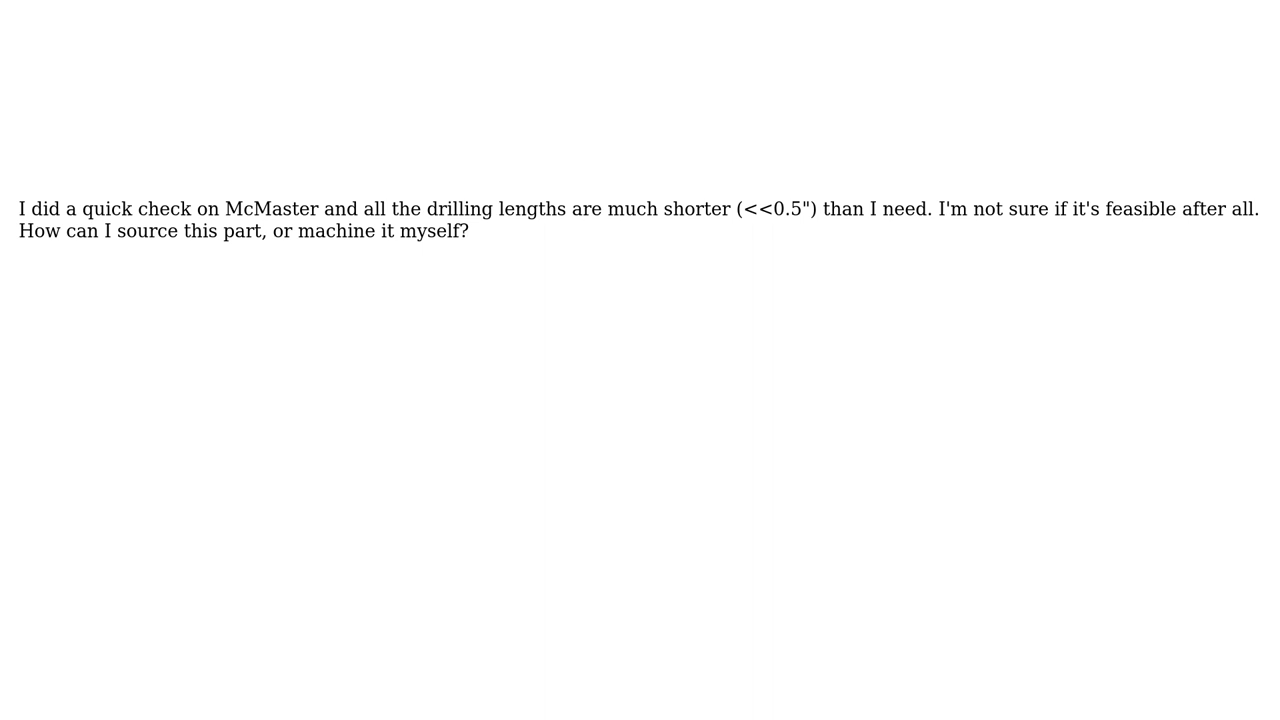 I did a quick check on McMaster and all the drilling lengths are much shorter (<<0.5") than I need. I'm not sure if it's feasible after all.
How can I source this part, or machine it myself?